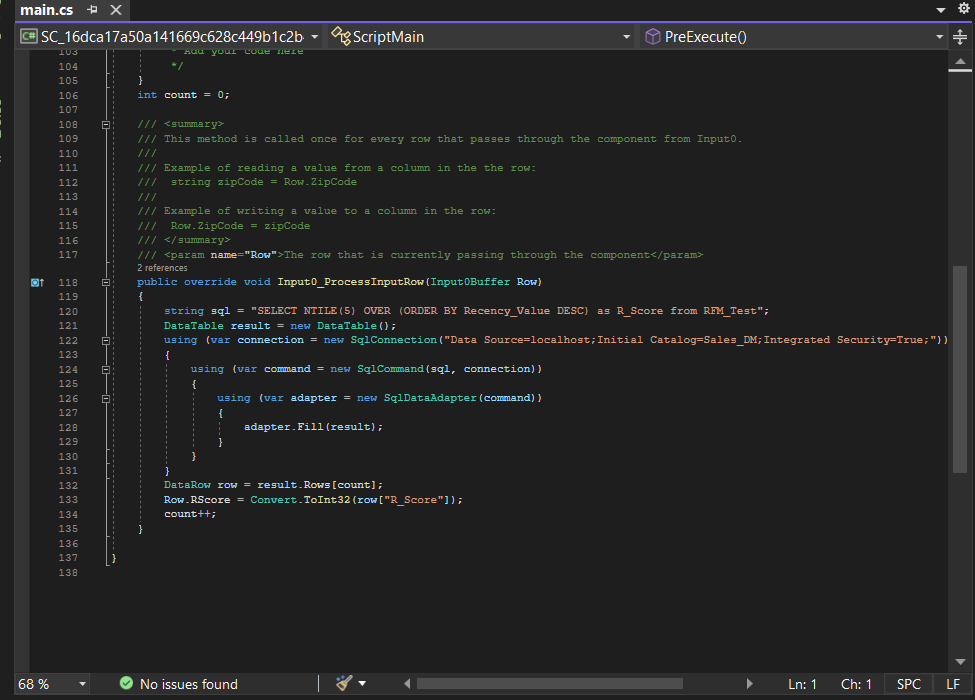 main.cs
C# SC_16dca17a50a141669c628c449b1c2b ScriptMain PreExecute()
103 * Add your code here
104 */
105 }
106 int count = 0;
107
108 /// <summary>
109 /// This method is called once for every row that passes through the component from Input0.
110 ///
111 /// Example of reading a value from a column in the the row:
112 ///  string zipCode = Row.ZipCode
113 ///
114 /// Example of writing a value to a column in the row:
115 ///  Row.ZipCode = zipCode
116 /// </summary>
117 /// <param name="Row">The row that is currently passing through the component</param>
2 references
118 public override void Input0_ProcessInputRow(Input0Buffer Row)
119 {
120 string sql = "SELECT NTILE(5) OVER (ORDER BY Recency_Value DESC) as R_Score from RFM_Test";
121 DataTable result = new DataTable();
122 using (var connection = new SqlConnection("Data Source=localhost;Initial Catalog=Sales_DM;Integrated Security=True;"))
123 {
124 using (var command = new SqlCommand(sql, connection))
125 {
126 using (var adapter = new SqlDataAdapter(command))
127 {
128 adapter.Fill(result);
129 }
130 }
131 }
132 DataRow row = result.Rows[count];
133 Row.RScore = Convert.ToInt32(row["R_Score"]);
134 count++;
135 }
136
137 }
138
68 % No issues found Ln: 1 Ch: 1 SPC LF